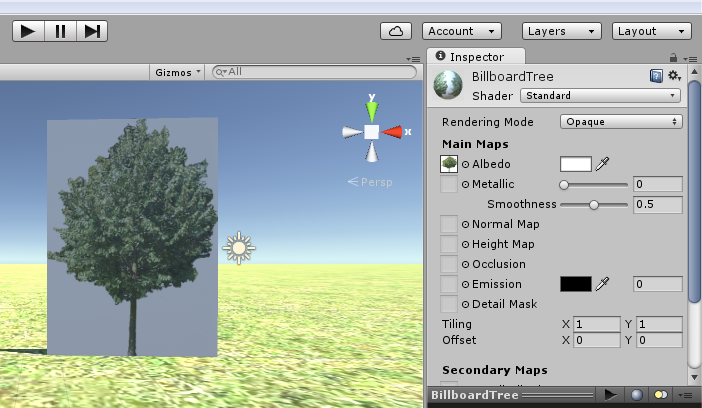 Account Layers Layout
Inspector
Gizmos All
BillboardTree
Shader Standard
Rendering Mode Opaque
Main Maps
Albedo
Metallic 0
Smoothness 0.5
Normal Map
Height Map
Occlusion
Emission 0
Detail Mask
Tiling X 1 Y 1
Offset X 0 Y 0
Secondary Maps
BillboardTree
y
x
Persp